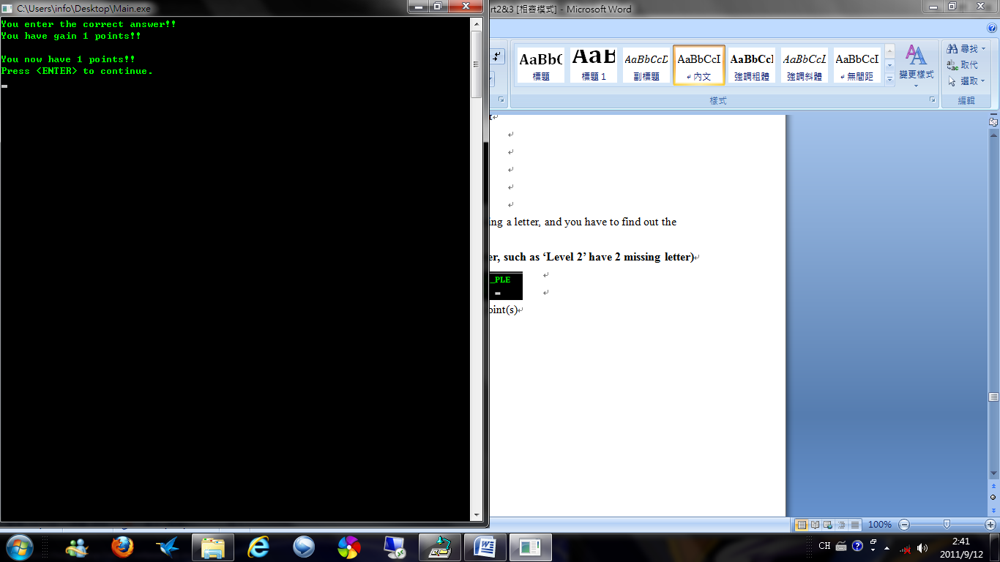 C:\Users\info\Desktop\Main.exe
You enter the correct answer!!
You have gain 1 points!!
You now have 1 points!!
Press <ENTER> to continue.
rt2&3 [相容模式] - Microsoft Word
AaBbC AaB AaBbCcD AaBbCcI AaBbCcI AaBbCcI AaBbCcI
標題 標題 1 副標題 內文 強調粗體 強調斜體 無間距
變更樣式
尋找
取代
選取
樣式
編輯
ing a letter, and you have to find out the
er, such as ‘Level 2’ have 2 missing letter)
_PLE
oint(s)
100%
CH
2:41
2011/9/12